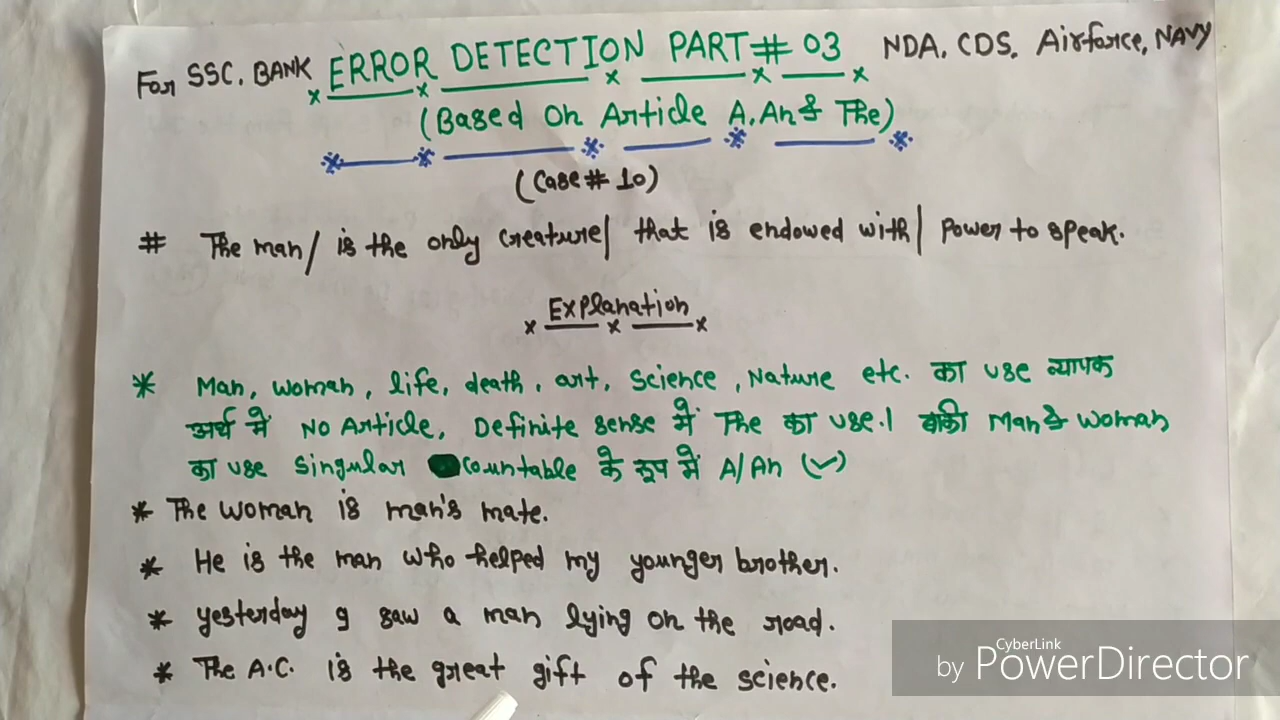 For SSC. BANK ERROR DETECTION PART# 03 NDA. CDS. Airforce, NAVY
(Based On Article A.An & The)
(Case# 10)
# The man/ is the only creature/ that is endowed with/ power to speak.
Explanation
* Man, woman, life, death, art, science, Nature etc. का use व्यापक
अर्थ में No Article, Definite sense में The का use.। बाकी Man & woman
का use singular countable के रूप में A/An (✓)
* The woman is man's mate.
* He is the man who helped my younger brother.
* Yesterday I saw a man lying on the road.
* The A.C. is the great gift of the science.
CyberLink
by PowerDirector